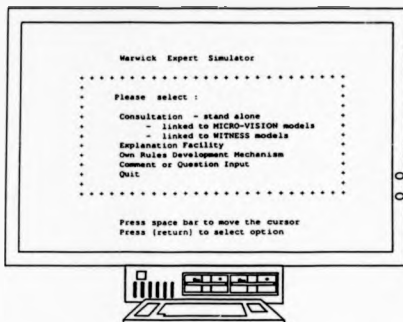 Warwick Expert Simulator
Please select :
Consultation - stand alone
- linked to MICRO-VISION models
- linked to WITNESS models
Explanation Facility
Own Rules Development Mechanism
Comment or Question Input
Quit
Press space bar to move the cursor
Press (return) to select option